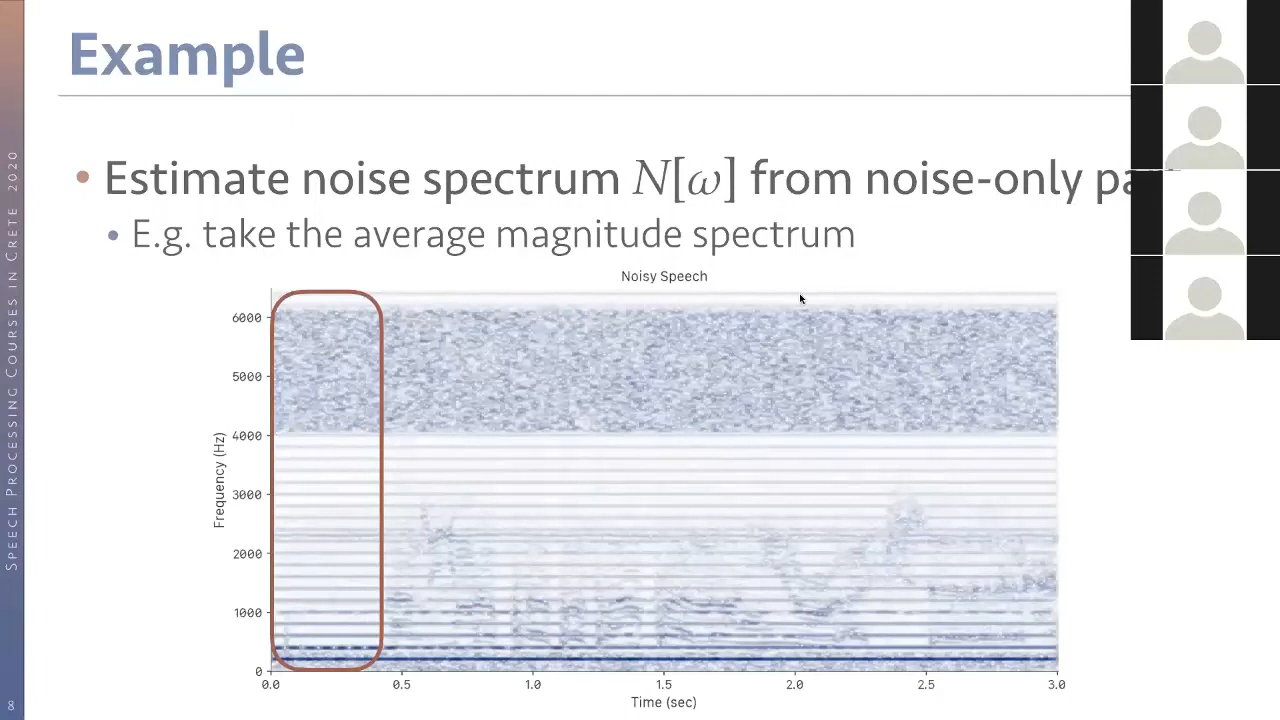 Example
• Estimate noise spectrum N[ω] from noise-only
• E.g. take the average magnitude spectrum
Noisy Speech
6000
5000
4000
3000
2000
1000
0
Frequency (Hz)
0.0 0.5 1.0 1.5 2.0 2.5 3.0
Time (sec)
SPEECH PROCESSING COURSES IN CRETE 2020
8